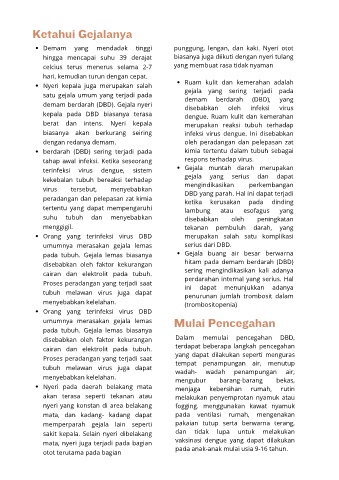 Ketahui Gejalanya
• Demam yang mendadak tinggi
hingga mencapai suhu 39 derajat
celcius terus menerus selama 2-7
hari. kemudian turun dengan cepat.
• Nyeri kepala juga merupakan salah
satu gejala umum yang terjadi pada
demam berdarah (DBD). Gejala nyeri
kepala pada DBD biasanya terasa
berat dan intens. Nyeri kepala
biasanya akan berkurang seiring
dengan redanya demam.
• berdarah (DBD) sering terjadi pada
tahap awal infeksi. Ketika seseorang
terinfeksi virus dengue, sistem
kekebalan tubuh bereaksi terhadap
virus tersebut, menyebabkan
peradangan dan pelepasan zat kimia
tertentu yang dapat mempengaruhi
suhu tubuh dan menyebabkan
menggigil.
• Orang yang terinfeksi virus DBD
umumnya merasakan gejala lemas
pada tubuh. Gejala lemas biasanya
disebabkan oleh faktor kekurangan
cairan dan elektrolit pada tubuh.
Proses peradangan yang terjadi saat
tubuh melawan virus juga dapat
menyebabkan kelelahan.
• Orang yang terinfeksi virus DBD
umumnya merasakan gejala lemas
pada tubuh. Gejala lemas biasanya
disebabkan oleh faktor kekurangan
cairan dan elektrolit pada tubuh.
Proses peradangan yang terjadi saat
tubuh melawan virus juga dapat
menyebabkan kelelahan.
• Nyeri pada daerah belakang mata
akan terasa seperti tekanan atau
nyeri yang konstan di area belakang
mata, dan kadang- kadang dapat
memperparah gejala lain seperti
sakit kepala. Selain nyeri dibelakang
mata, nyeri juga terjadi pada bagian
otot terutama pada bagian
punggung, lengan, dan kaki. Nyeri otot
biasanya juga diikuti dengan nyeri tulang
yang membuat rasa tidak nyaman
• Ruam kulit dan kemerahan adalah
gejala yang sering terjadi pada
demam berdarah (DBD), yang
disebabkan oleh infeksi virus
dengue. Ruam kulit dan kemerahan
merupakan reaksi tubuh terhadap
infeksi virus dengue. Ini disebabkan
oleh peradangan dan pelepasan zat
kimia tertentu dalam tubuh sebagai
respons terhadap virus.
• Gejala muntah darah merupakan
gejala yang serius dan dapat
mengindikasikan perkembangan
DBD yang parah. Hal ini dapat terjadi
ketika kerusakan pada dinding
lambung atau esofagus yang
disebabkan oleh peningkatan
tekanan pembuluh darah, yang
merupakan salah satu komplikasi
serius dari DBD.
• Gejala buang air besar berwarna
hitam pada demam berdarah (DBD)
sering mengindikasikan kali adanya
perdarahan internal yang serius. Hal
ini dapat menunjukkan adanya
penurunan jumlah trombosit dalam
(trombositopenia)
Mulai Pencegahan
Dalam memulai pencegahan DBD,
terdapat beberapa langkah pencegahan
yang dapat dilakukan seperti menguras
tempat penampungan air, menutup
wadah- wadah penampungan air,
mengubur barang-barang bekas,
menjaga kebersihan rumah, rutin
melakukan penyemprotan nyamuk atau
fogging, menggunakan kawat nyamuk
pada ventilasi rumah, mengenakan
pakaian tutup serta berwarna terang,
dan tidak lupa untuk melakukan
vaksinasi dengue yang dapat dilakukan
pada anak-anak mulai usia 9-16 tahun.